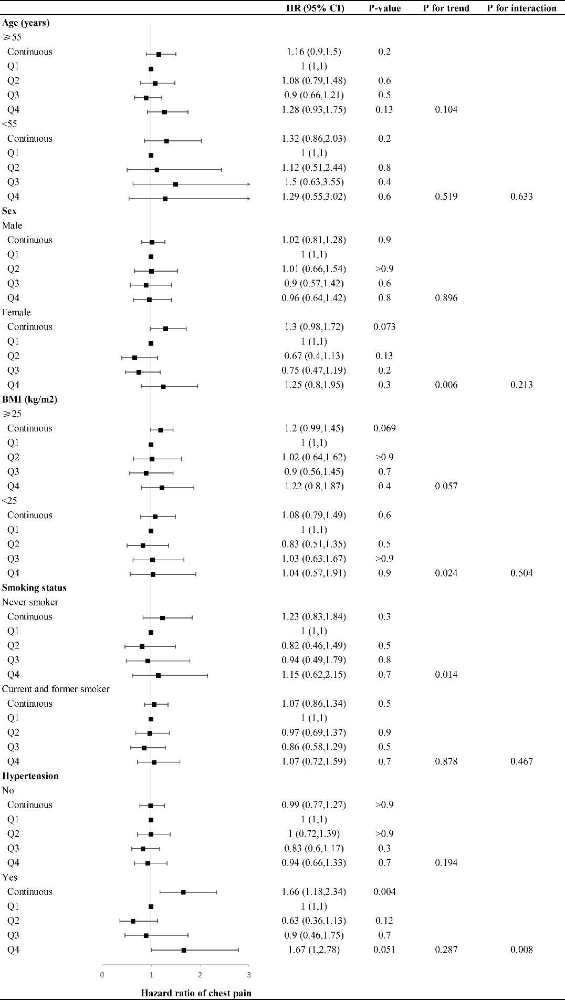 HR (95% CI) P-value P for trend P for interaction
Age (years)
⩾55
Continuous 1.16 (0.9,1.5) 0.2
Q1 1 (1,1)
Q2 1.08 (0.79,1.48) 0.6
Q3 0.9 (0.66,1.21) 0.5
Q4 1.28 (0.93,1.75) 0.13 0.104
<55
Continuous 1.32 (0.86,2.03) 0.2
Q1 1 (1,1)
Q2 1.12 (0.51,2.44) 0.8
Q3 1.5 (0.63,3.55) 0.4
Q4 1.29 (0.55,3.02) 0.6 0.519 0.633
Sex
Male
Continuous 1.02 (0.81,1.28) 0.9
Q1 1 (1,1)
Q2 1.01 (0.66,1.54) >0.9
Q3 0.9 (0.57,1.42) 0.6
Q4 0.96 (0.64,1.42) 0.8 0.896
Female
Continuous 1.3 (0.98,1.72) 0.073
Q1 1 (1,1)
Q2 0.67 (0.4,1.13) 0.13
Q3 0.75 (0.47,1.19) 0.2
Q4 1.25 (0.8,1.95) 0.3 0.006 0.213
BMI (kg/m2)
⩾25
Continuous 1.2 (0.99,1.45) 0.069
Q1 1 (1,1)
Q2 1.02 (0.64,1.62) >0.9
Q3 0.9 (0.56,1.45) 0.7
Q4 1.22 (0.8,1.87) 0.4 0.057
<25
Continuous 1.08 (0.79,1.49) 0.6
Q1 1 (1,1)
Q2 0.83 (0.51,1.35) 0.5
Q3 1.03 (0.63,1.67) >0.9
Q4 1.04 (0.57,1.91) 0.9 0.024 0.504
Smoking status
Never smoker
Continuous 1.23 (0.83,1.84) 0.3
Q1 1 (1,1)
Q2 0.82 (0.46,1.49) 0.5
Q3 0.94 (0.49,1.79) 0.8
Q4 1.15 (0.62,2.15) 0.7 0.014
Current and former smoker
Continuous 1.07 (0.86,1.34) 0.5
Q1 1 (1,1)
Q2 0.97 (0.69,1.37) 0.9
Q3 0.86 (0.58,1.29) 0.5
Q4 1.07 (0.72,1.59) 0.7 0.878 0.467
Hypertension
No
Continuous 0.99 (0.77,1.27) >0.9
Q1 1 (1,1)
Q2 1 (0.72,1.39) >0.9
Q3 0.83 (0.6,1.17) 0.3
Q4 0.94 (0.66,1.33) 0.7 0.194
Yes
Continuous 1.66 (1.18,2.34) 0.004
Q1 1 (1,1)
Q2 0.63 (0.36,1.13) 0.12
Q3 0.9 (0.46,1.75) 0.7
Q4 1.67 (1,2.78) 0.051 0.287 0.008
0 1 2 3
Hazard ratio of chest pain